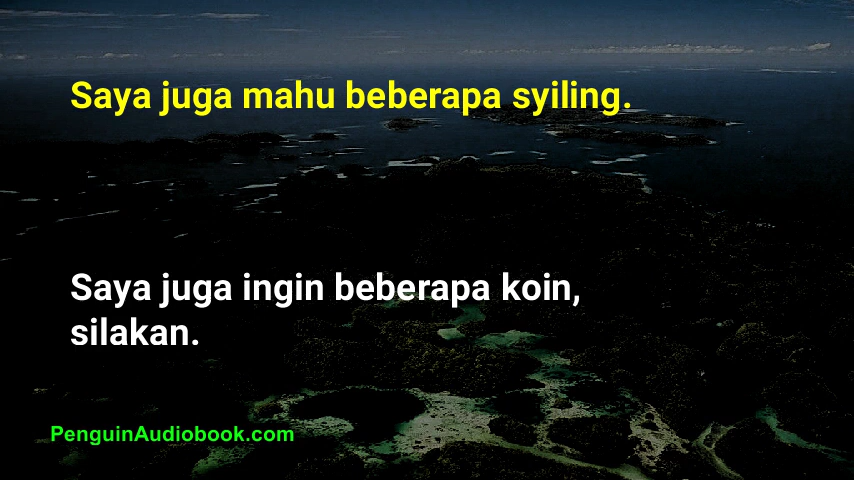 Saya juga mahu beberapa syiling.
Saya juga ingin beberapa koin,
silakan.
PenguinAudiobook.com